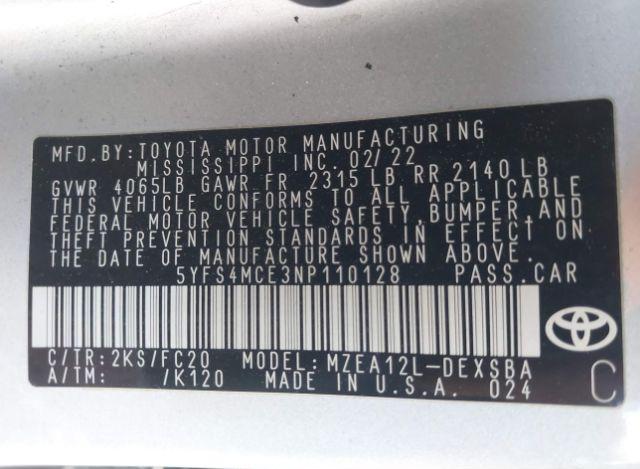 MFD.BY:TOYOTA MOTOR MANUFACTURING
MISSISSIPPI INC. 02/22
GVWR 4065LB GAWR FR 2315LB RR 2140LB
THIS VEHICLE CONFORMS TO ALL APPLICABLE
FEDERAL MOTOR VEHICLE SAFETY,BUMPER,AND
THEFT PREVENTION STANDARDS IN EFFECT ON
THE DATE OF MANUFACTURE SHOWN ABOVE.
5YFS4MCE3NP110128 PASS.CAR
C/TR:2KS/FC20 MODEL:MZEA12L-DEXSBA
A/TM: /K120 MADE IN U.S.A. 024
C